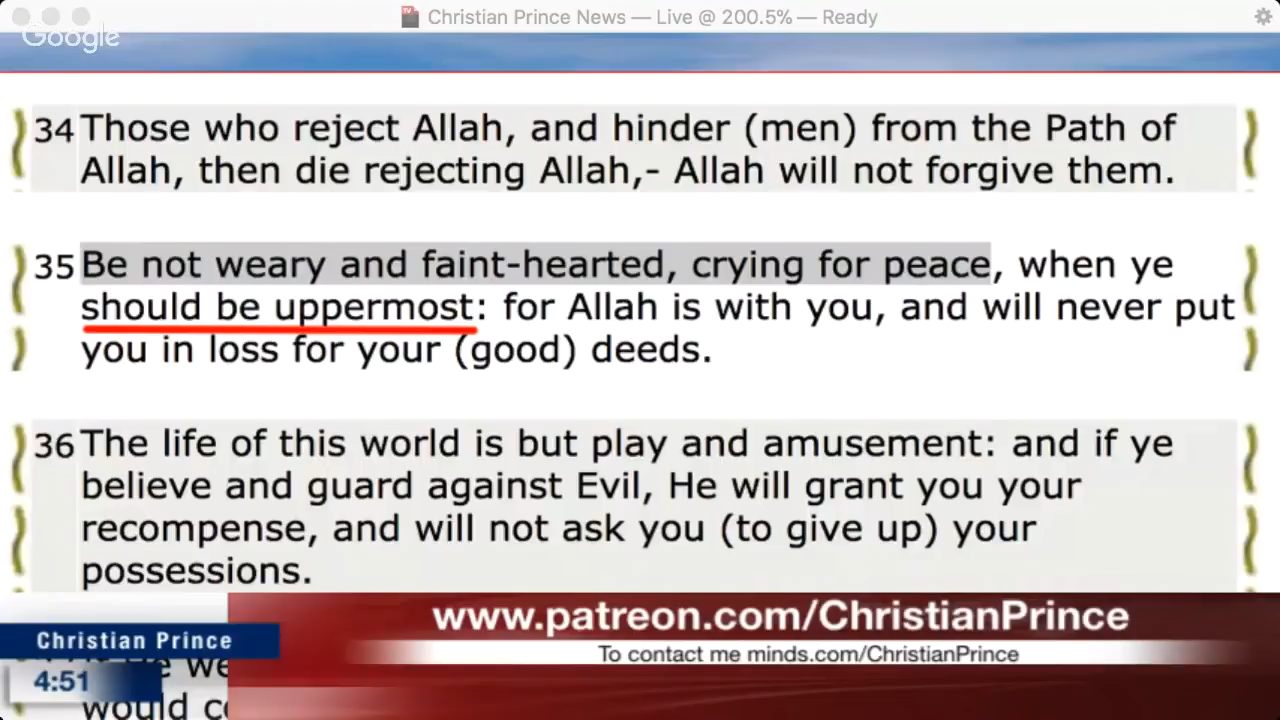 Christian Prince News — Live @ 200.5% — Ready
Google
34 Those who reject Allah, and hinder (men) from the Path of
Allah, then die rejecting Allah,- Allah will not forgive them.
35 Be not weary and faint-hearted, crying for peace, when ye
should be uppermost: for Allah is with you, and will never put
you in loss for your (good) deeds.
36 The life of this world is but play and amusement: and if ye
believe and guard against Evil, He will grant you your
recompense, and will not ask you (to give up) your
possessions.
www.patreon.com/ChristianPrince
Christian Prince
To contact me minds.com/ChristianPrince
4:51
would